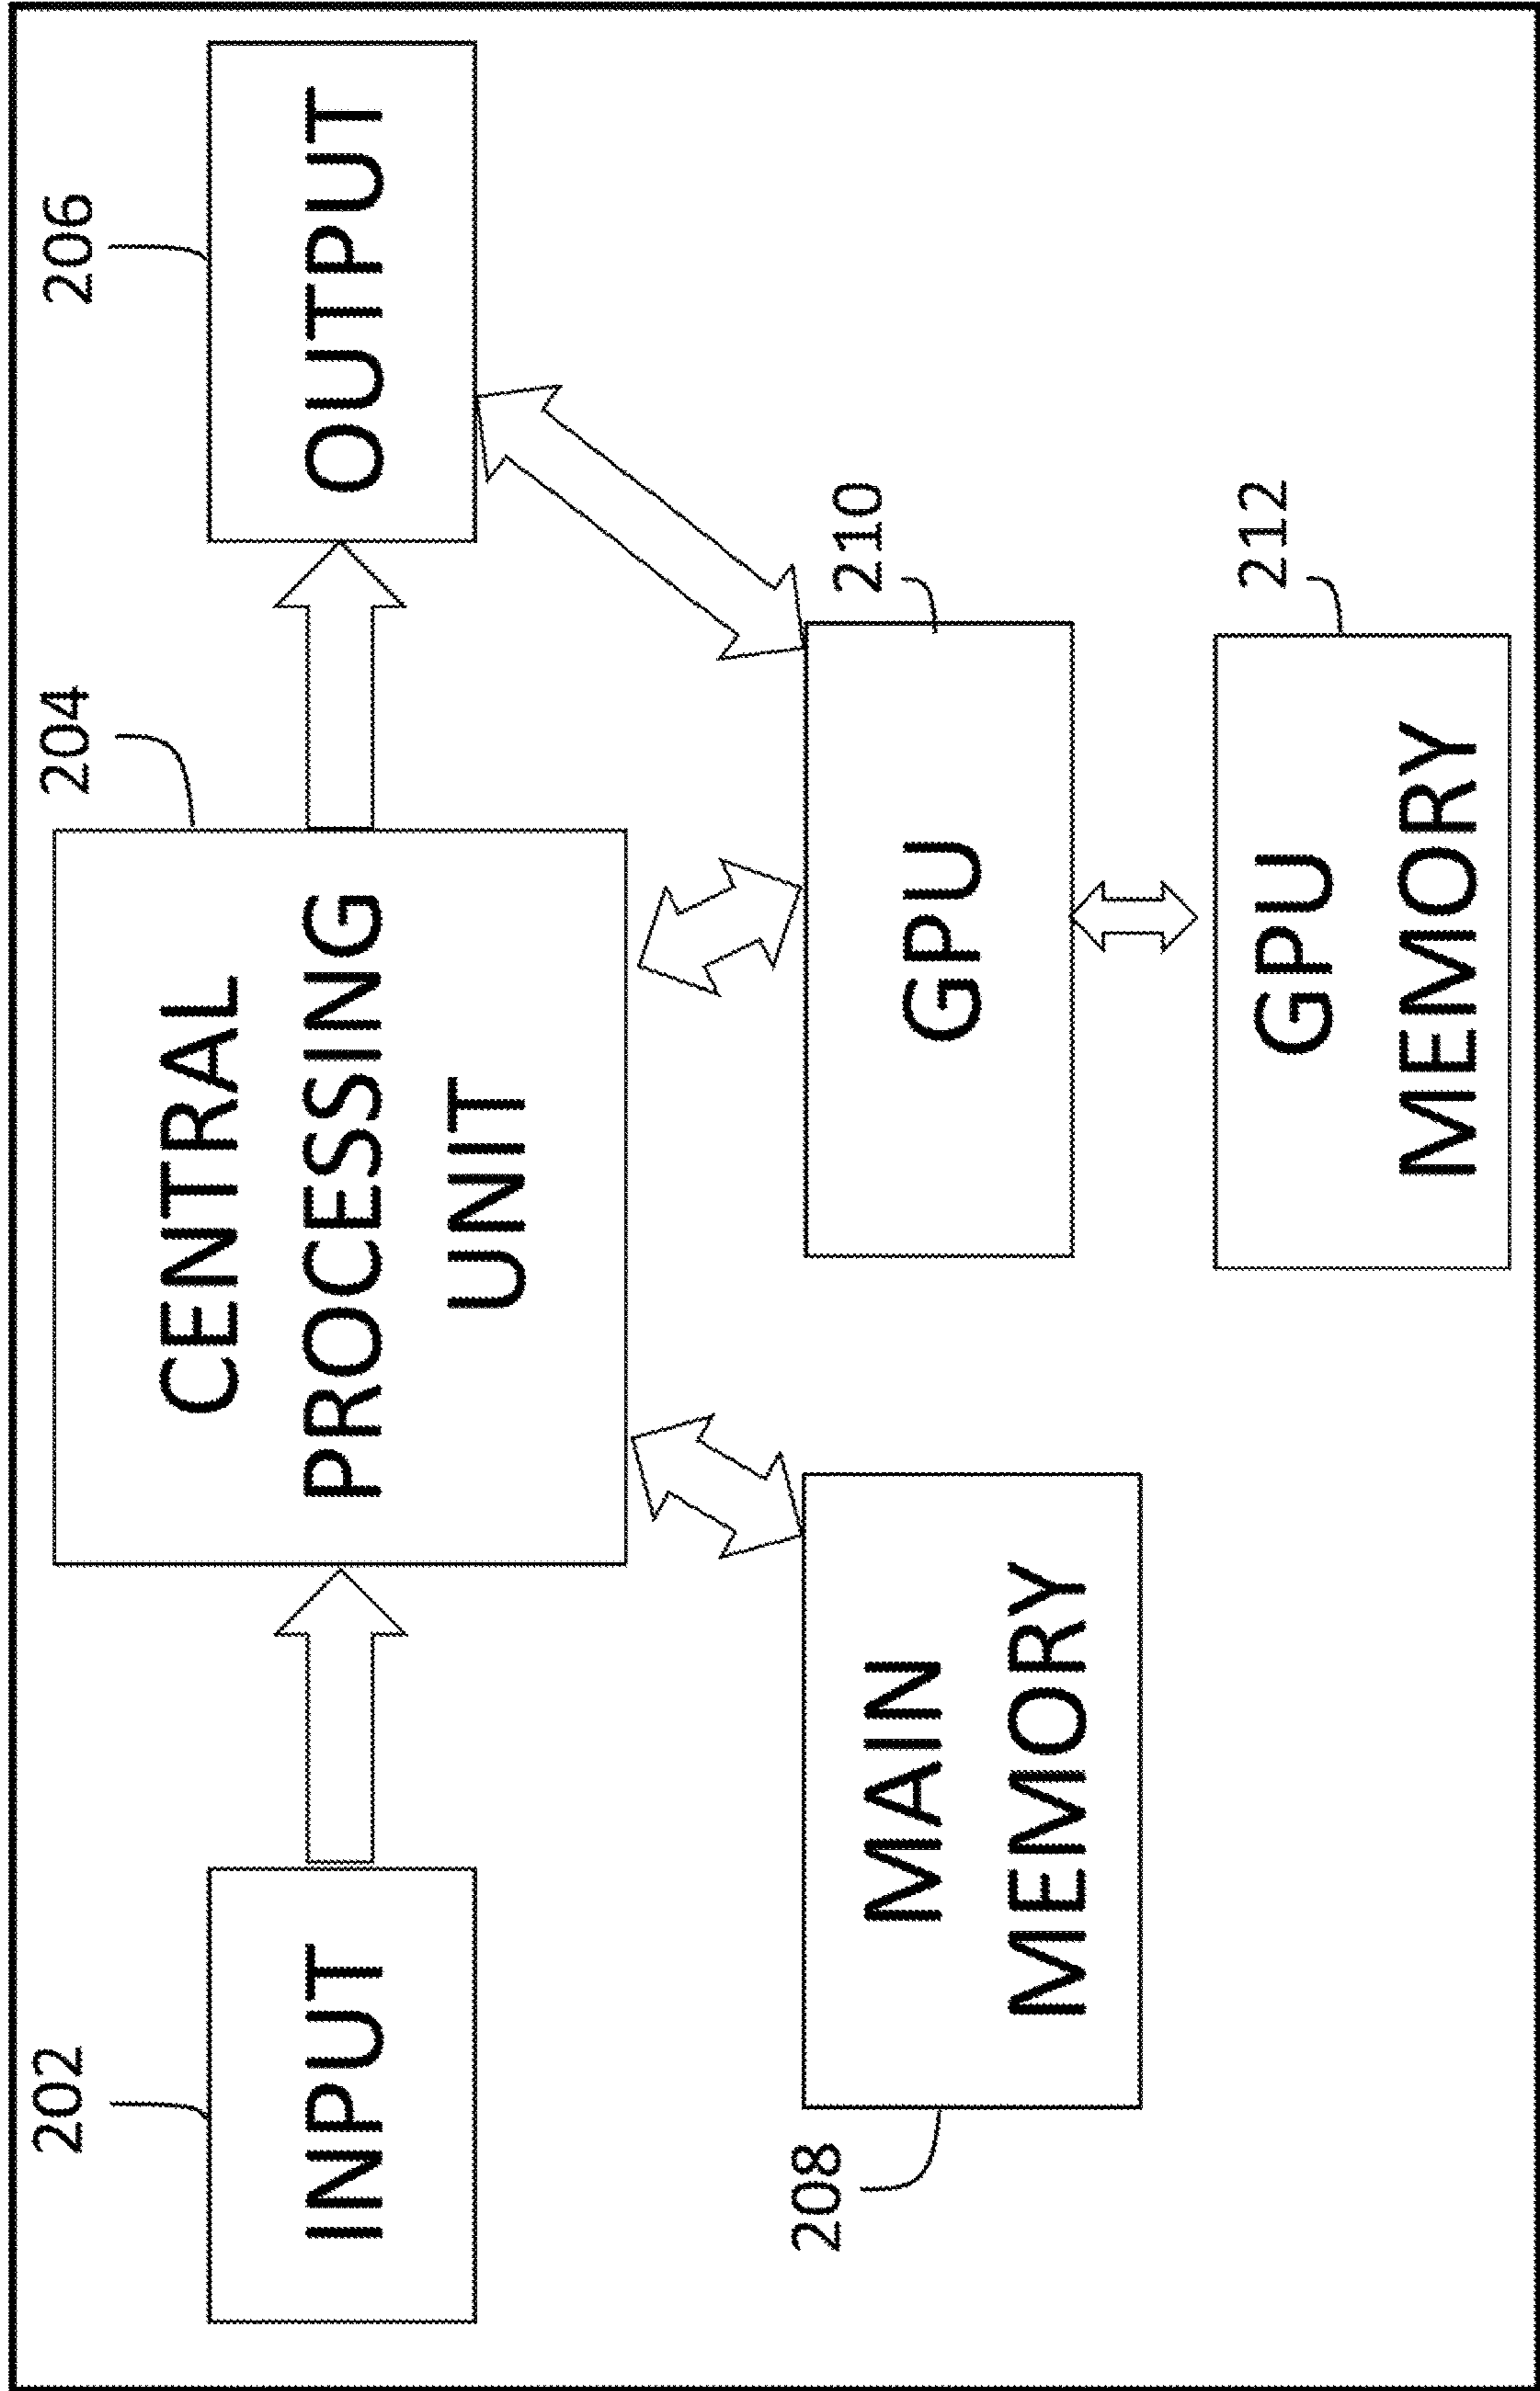 202
INPUT
204
CENTRAL
PROCESSING
UNIT
206
OUTPUT
208
MAIN
MEMORY
210
GPU
212
GPU
MEMORY